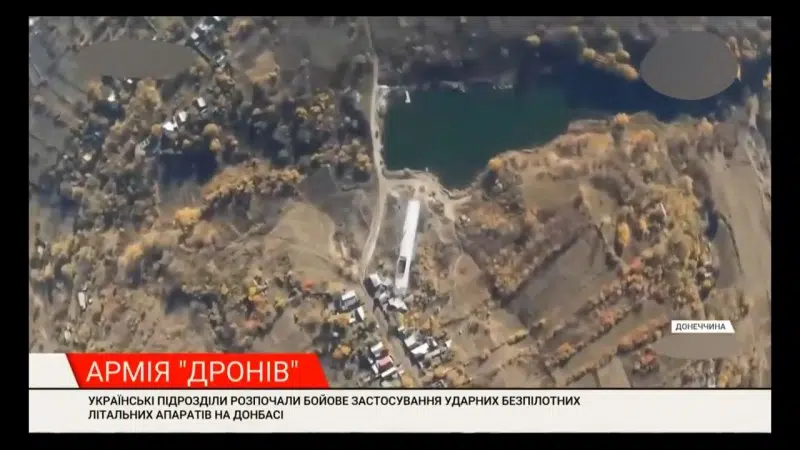 ДОНЕЧЧИНА
АРМІЯ "ДРОНІВ"
УКРАЇНСЬКІ ПІДРОЗДІЛИ РОЗПОЧАЛИ БОЙОВЕ ЗАСТОСУВАННЯ УДАРНИХ БЕЗПІЛОТНИХ
ЛІТАЛЬНИХ АПАРАТІВ НА ДОНБАСІ